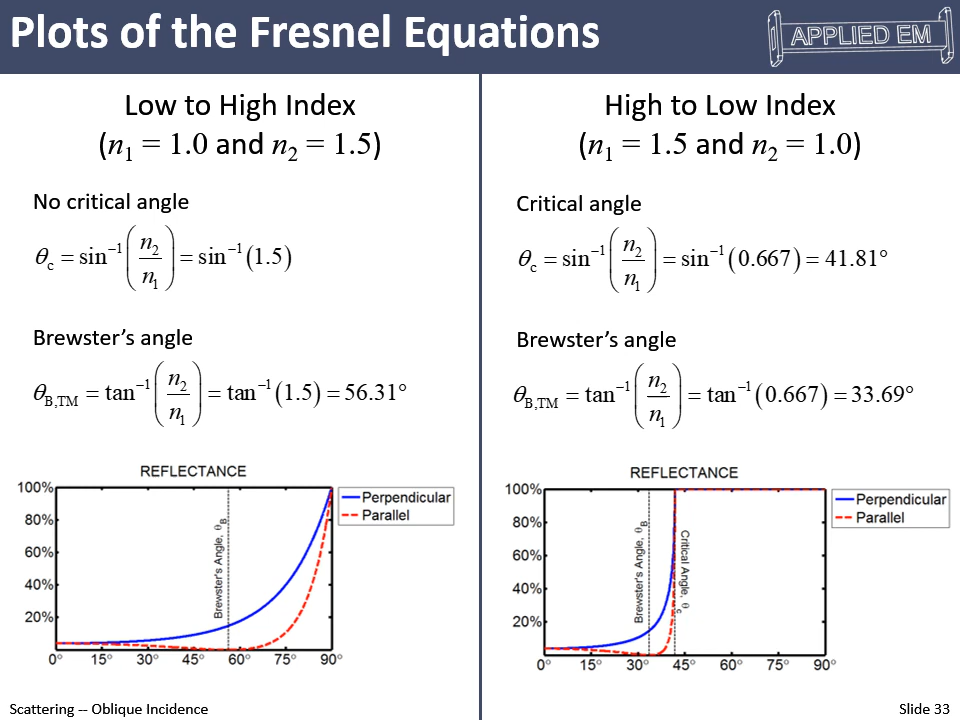 Plots of the Fresnel Equations
APPLIED EM
Low to High Index
(n₁ = 1.0 and n₂ = 1.5)
No critical angle
θc = sin⁻¹(n₂/n₁) = sin⁻¹(1.5)
Brewster’s angle
θB,TM = tan⁻¹(n₂/n₁) = tan⁻¹(1.5) = 56.31°
REFLECTANCE
100%
80%
60%
40%
20%
0°
15°
30°
45°
60°
75°
90°
Brewster's Angle, θB
Perpendicular
Parallel
High to Low Index
(n₁ = 1.5 and n₂ = 1.0)
Critical angle
θc = sin⁻¹(n₂/n₁) = sin⁻¹(0.667) = 41.81°
Brewster’s angle
θB,TM = tan⁻¹(n₂/n₁) = tan⁻¹(0.667) = 33.69°
REFLECTANCE
100%
80%
60%
40%
20%
0°
15°
30°
45°
60°
75°
90°
Brewster's Angle, θB
Critical Angle, θc
Perpendicular
Parallel
Scattering -- Oblique Incidence
Slide 33